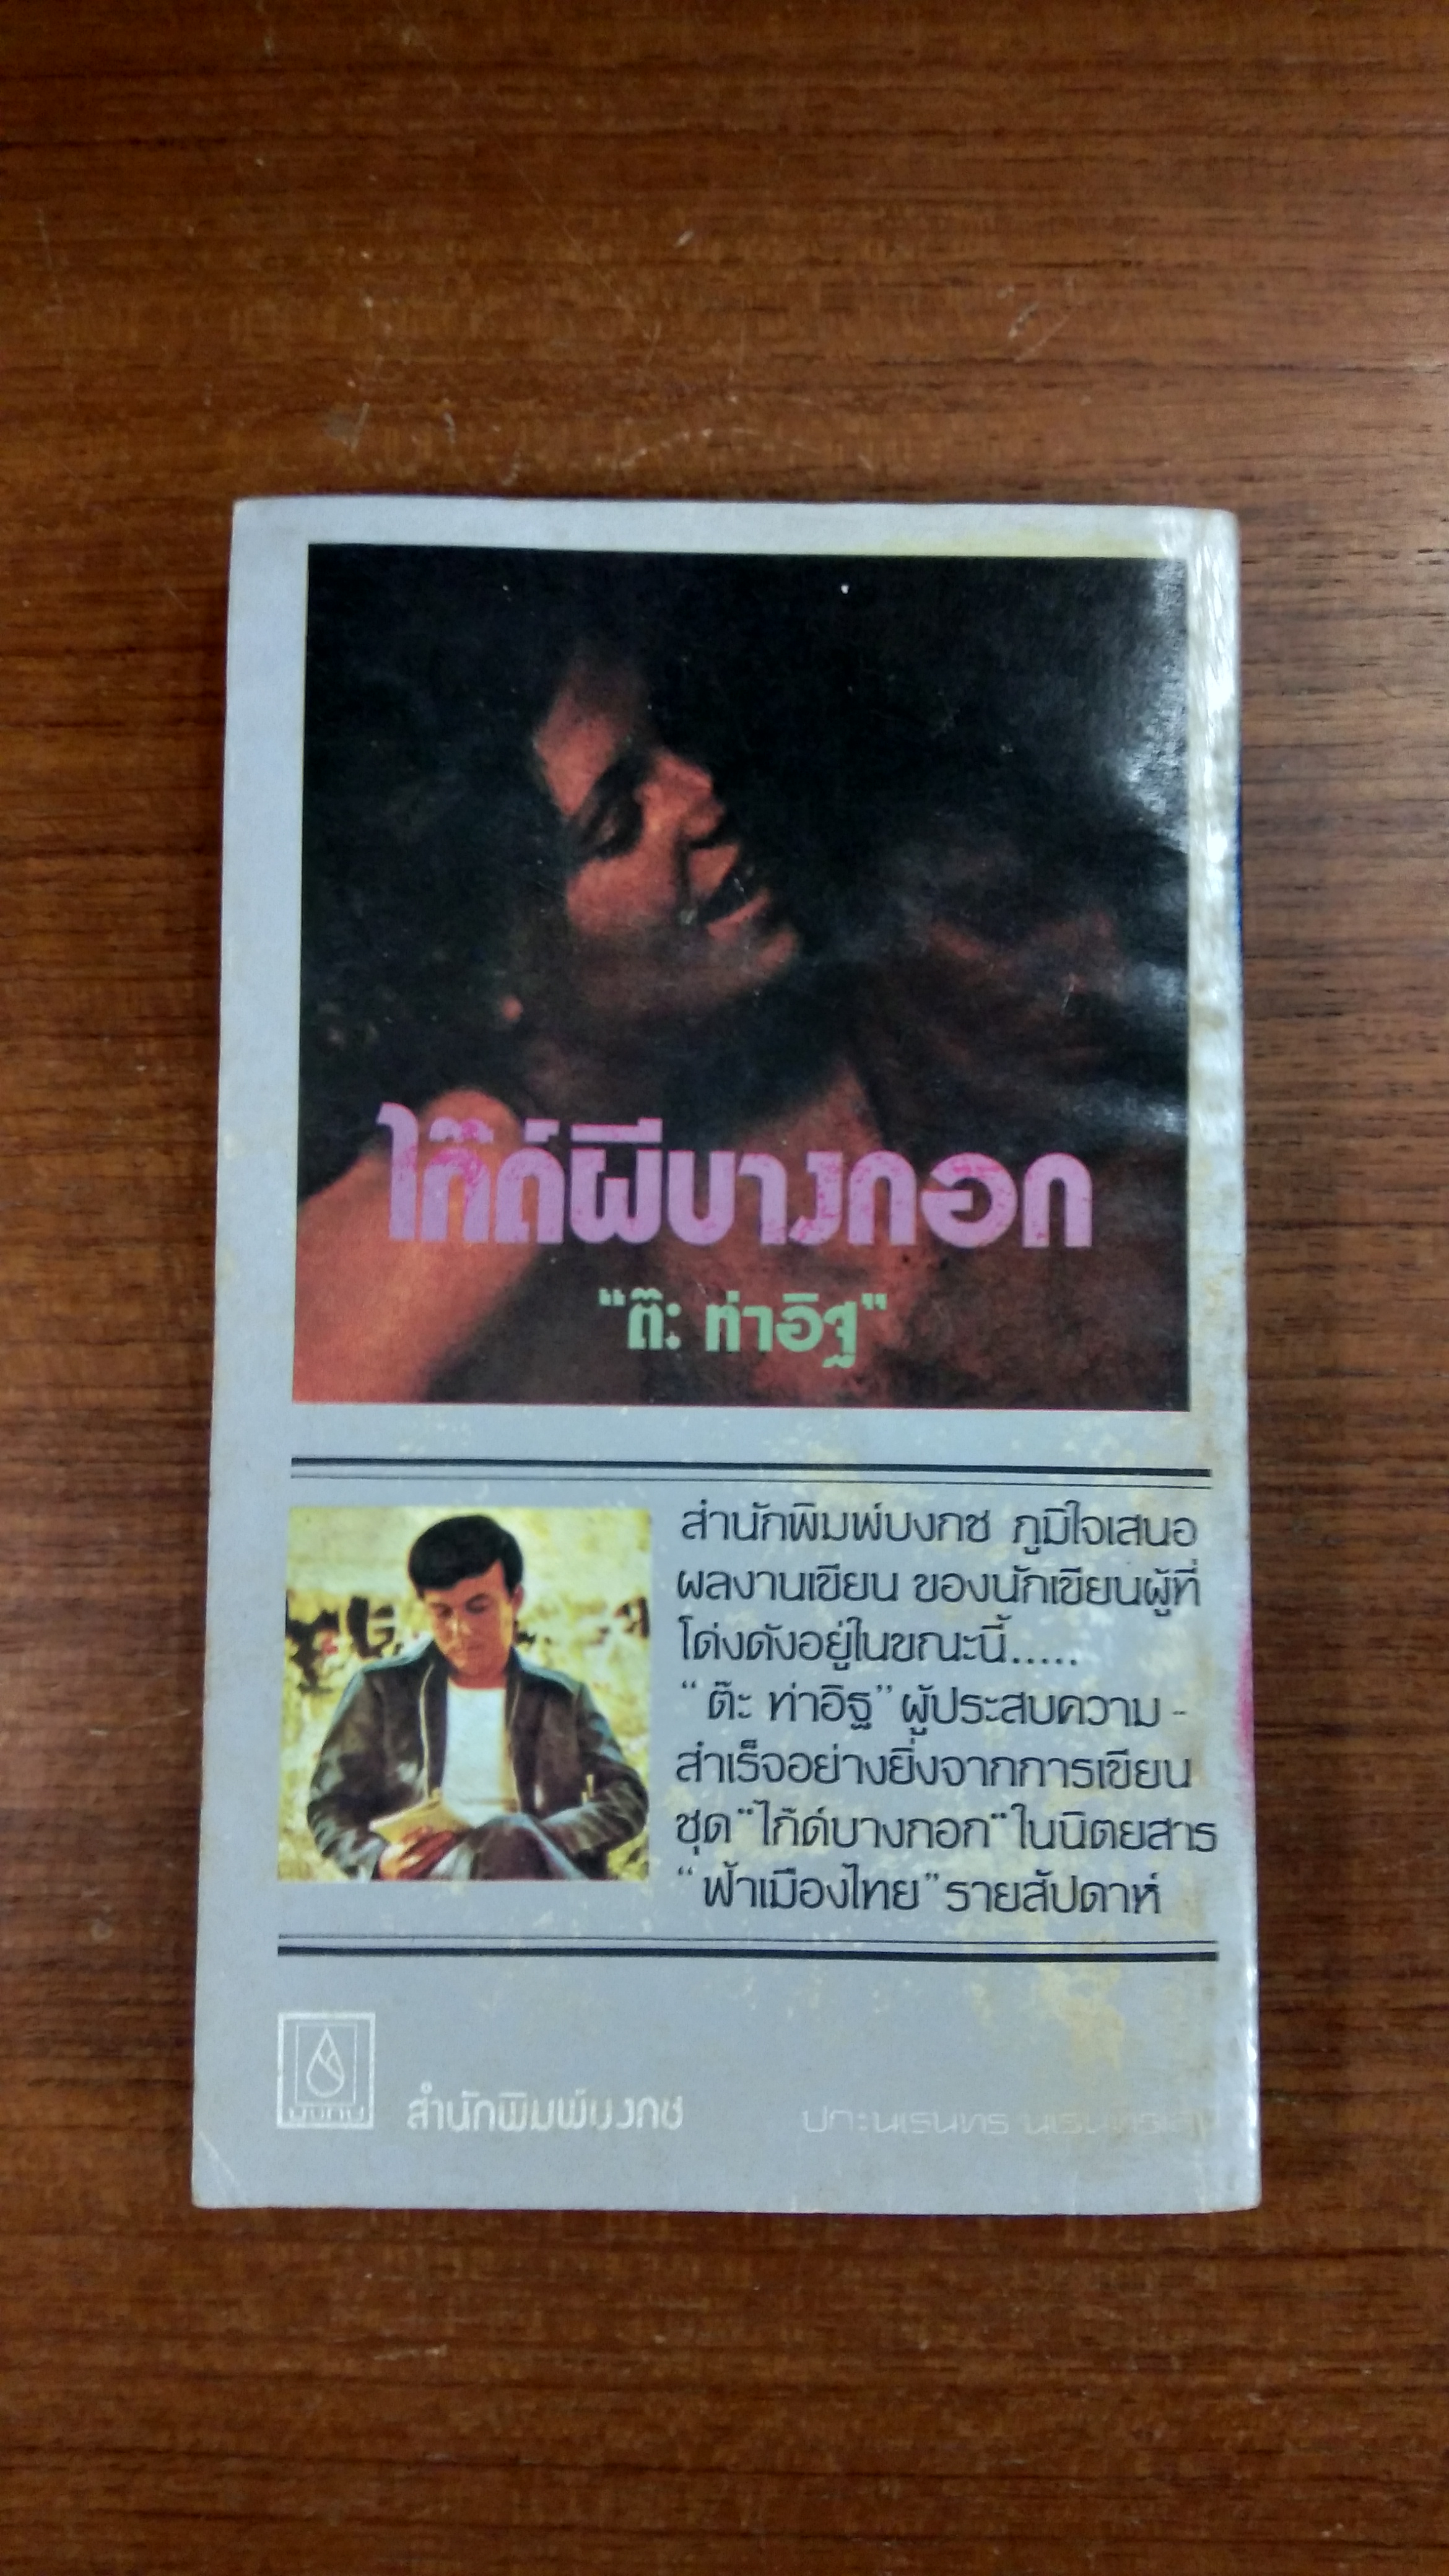 ไก๊ด์ผีบางกอก
"ต๊ะ ท่าอิฐ"
สำนักพิมพ์บงกช ภูมิใจเสนอ
ผลงานเขียน ของนักเขียนผู้ที่
โด่งดังอยู่ในขณะนี้.....
"ต๊ะ ท่าอิฐ" ผู้ประสบความ -
สำเร็จอย่างยิ่งจากการเขียน
ชุด "ไก๊ด์บางกอก" ในนิตยสาร
"ฟ้าเมืองไทย" รายสัปดาห์
บงกช
สำนักพิมพ์บงกช